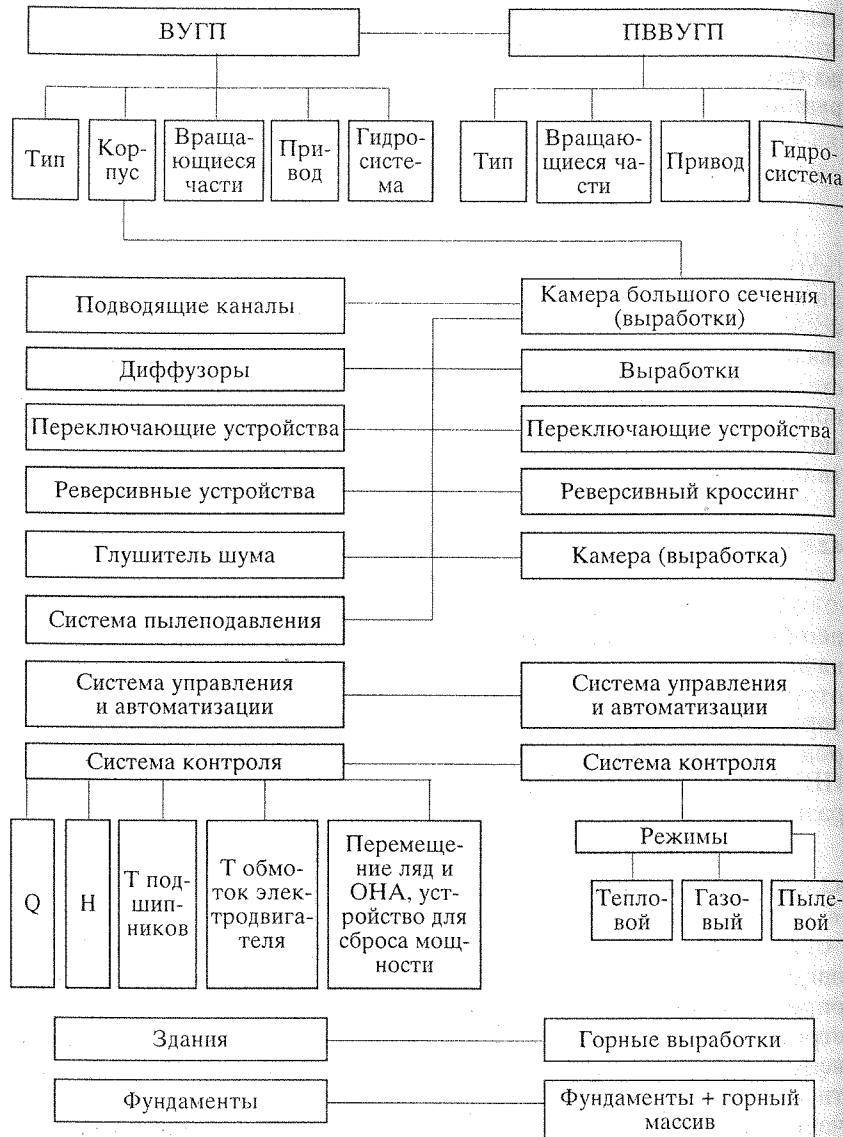 ВУГП
ПВВУГП
Тип
Кор-
пус
Враща-
ющиеся
части
При-
вод
Гидро-
систе-
ма
Тип
Вращаю-
щиеся ча-
сти
Привод
Гидро-
система
Подводящие каналы
Камера большого сечения
(выработки)
Диффузоры
Выработки
Переключающие устройства
Переключающие устройства
Реверсивные устройства
Реверсивный кроссинг
Глушитель шума
Камера (выработка)
Система пылеподавления
Система управления
и автоматизации
Система управления
и автоматизации
Система контроля
Система контроля
Q
H
Т под-
шип-
ников
Т обмо-
ток элек-
тродвига-
теля
Перемеще-
ние ляд и
ОНА, уст-
ройство для
сброса мощ-
ности
Режимы
Тепло-
вой
Газо-
вый
Пыле-
вой
Здания
Горные выработки
Фундаменты
Фундаменты + горный
массив